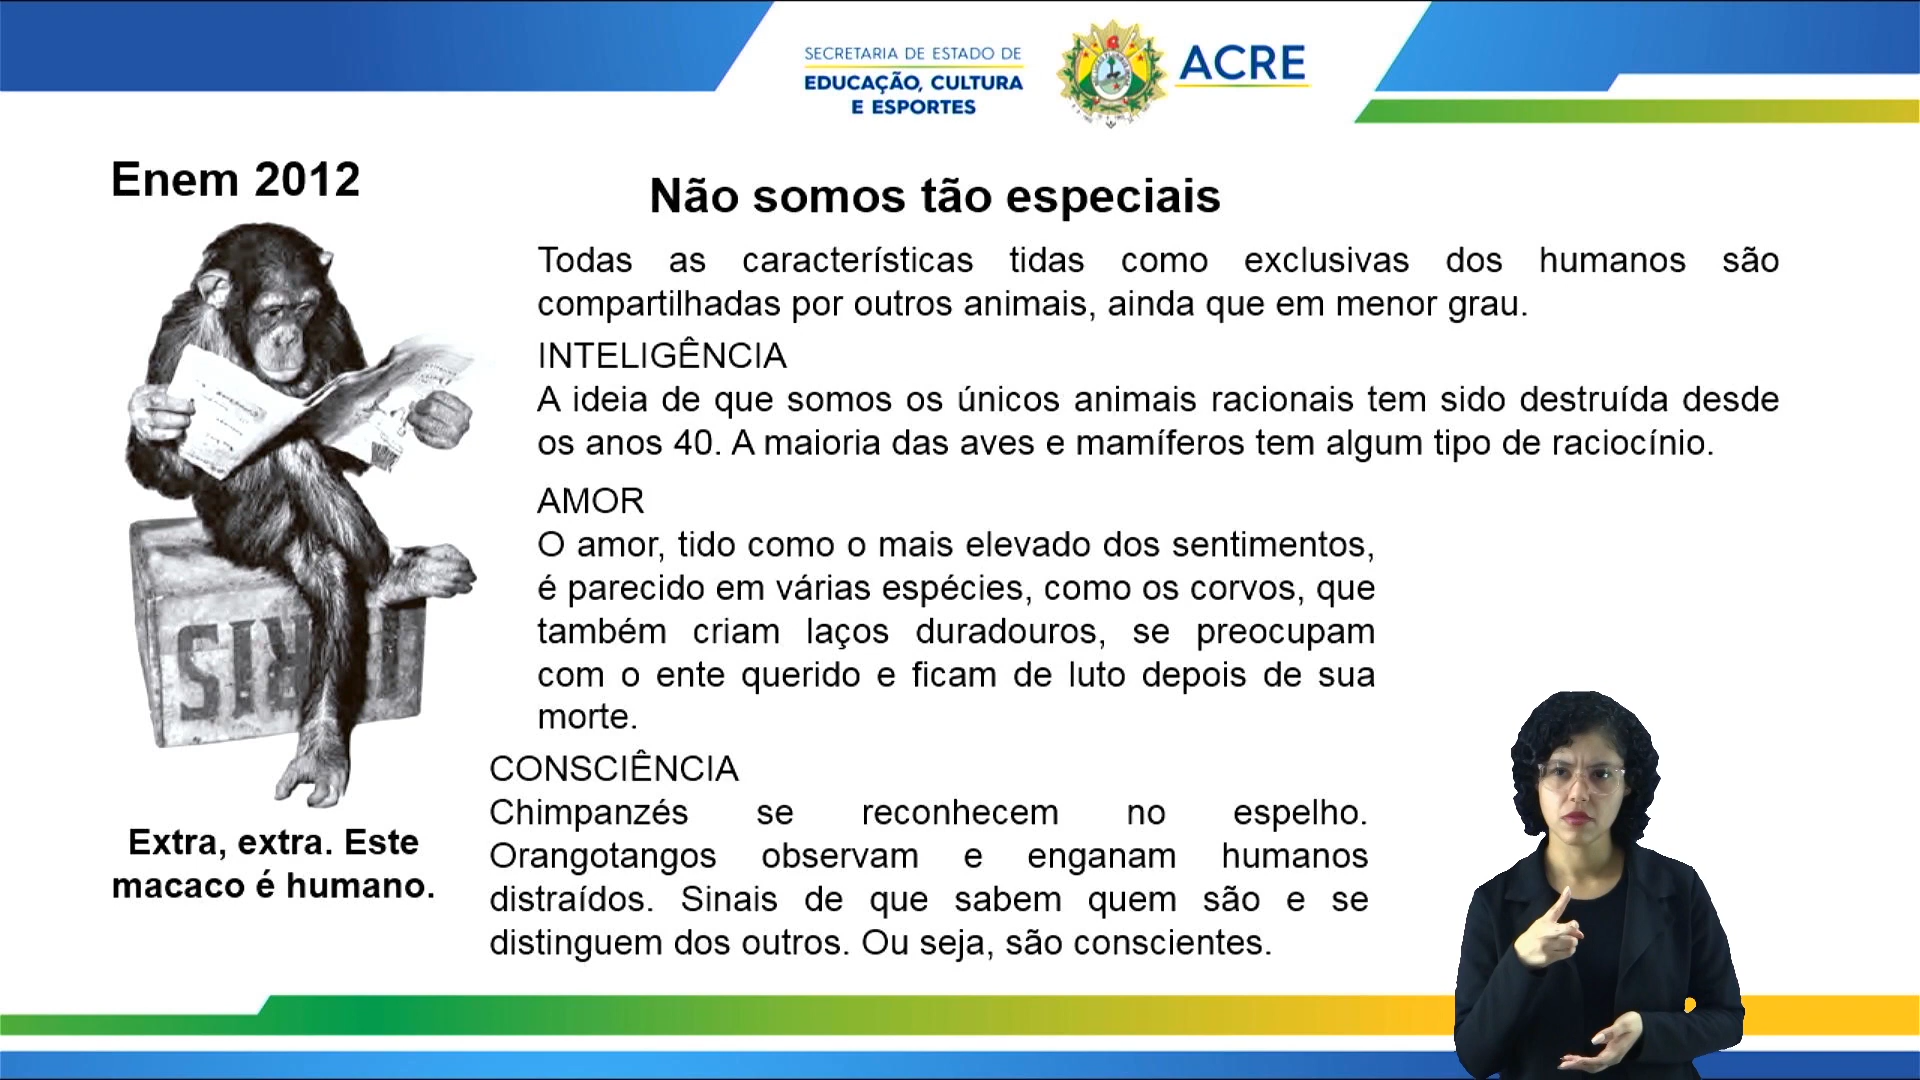 SECRETARIA DE ESTADO DE
EDUCAÇÃO, CULTURA
E ESPORTES
ACRE
Enem 2012
Não somos tão especiais
Todas as características tidas como exclusivas dos humanos são
compartilhadas por outros animais, ainda que em menor grau.
INTELIGÊNCIA
A ideia de que somos os únicos animais racionais tem sido destruída desde
os anos 40. A maioria das aves e mamíferos tem algum tipo de raciocínio.
AMOR
O amor, tido como o mais elevado dos sentimentos,
é parecido em várias espécies, como os corvos, que
também criam laços duradouros, se preocupam
com o ente querido e ficam de luto depois de sua
morte.
CONSCIÊNCIA
Chimpanzés se reconhecem no espelho.
Orangotangos observam e enganam humanos
distraídos. Sinais de que sabem quem são e se
distinguem dos outros. Ou seja, são conscientes.
Extra, extra. Este
macaco é humano.